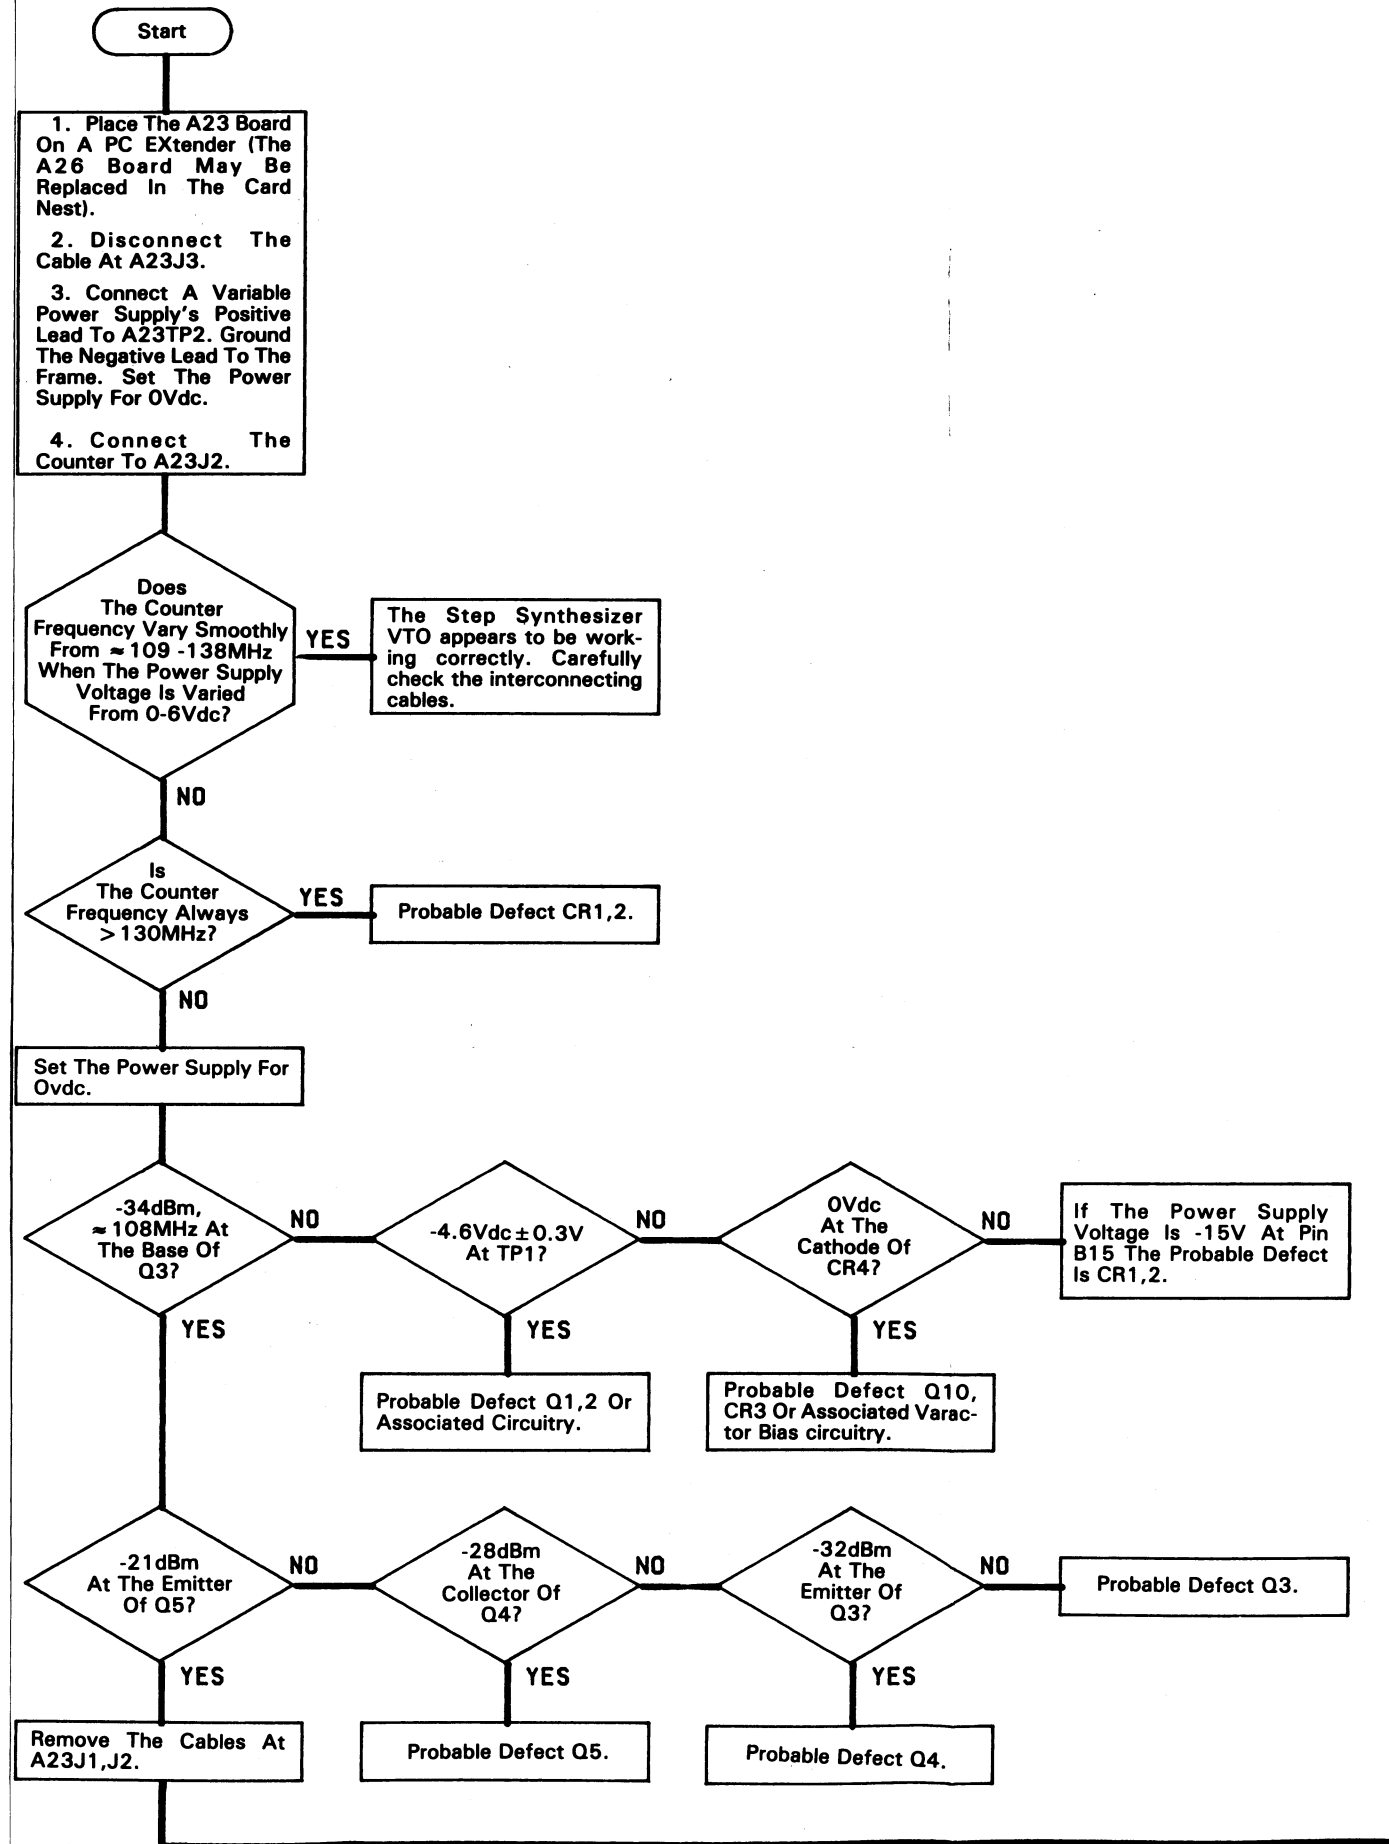 Start
1. Place The A23 Board
On A PC EXtender (The
A26 Board May Be
Replaced In The Card
Nest).
2. Disconnect The
Cable At A23J3.
3. Connect A Variable
Power Supply's Positive
Lead To A23TP2. Ground
The Negative Lead To The
Frame. Set The Power
Supply For 0Vdc.
4. Connect The
Counter To A23J2.
Does
The Counter
Frequency Vary Smoothly
From ≈109 -138MHz
When The Power Supply
Voltage Is Varied
From 0-6Vdc?
YES
The Step Synthesizer
VTO appears to be work-
ing correctly. Carefully
check the interconnecting
cables.
NO
Is
The Counter
Frequency Always
>130MHz?
YES
Probable Defect CR1,2.
NO
Set The Power Supply For
0vdc.
-34dBm,
≈108MHz At
The Base Of
Q3?
NO
-4.6Vdc±0.3V
At TP1?
NO
0Vdc
At The
Cathode Of
CR4?
NO
If The Power Supply
Voltage Is -15V At Pin
B15 The Probable Defect
Is CR1,2.
YES
YES
Probable Defect Q1,2 Or
Associated Circuitry.
YES
Probable Defect Q10,
CR3 Or Associated Varac-
tor Bias circuitry.
-21dBm
At The Emitter
Of Q5?
NO
-28dBm
At The
Collector Of
Q4?
NO
-32dBm
At The
Emitter Of
Q3?
NO
Probable Defect Q3.
YES
Remove The Cables At
A23J1,J2.
YES
Probable Defect Q5.
YES
Probable Defect Q4.